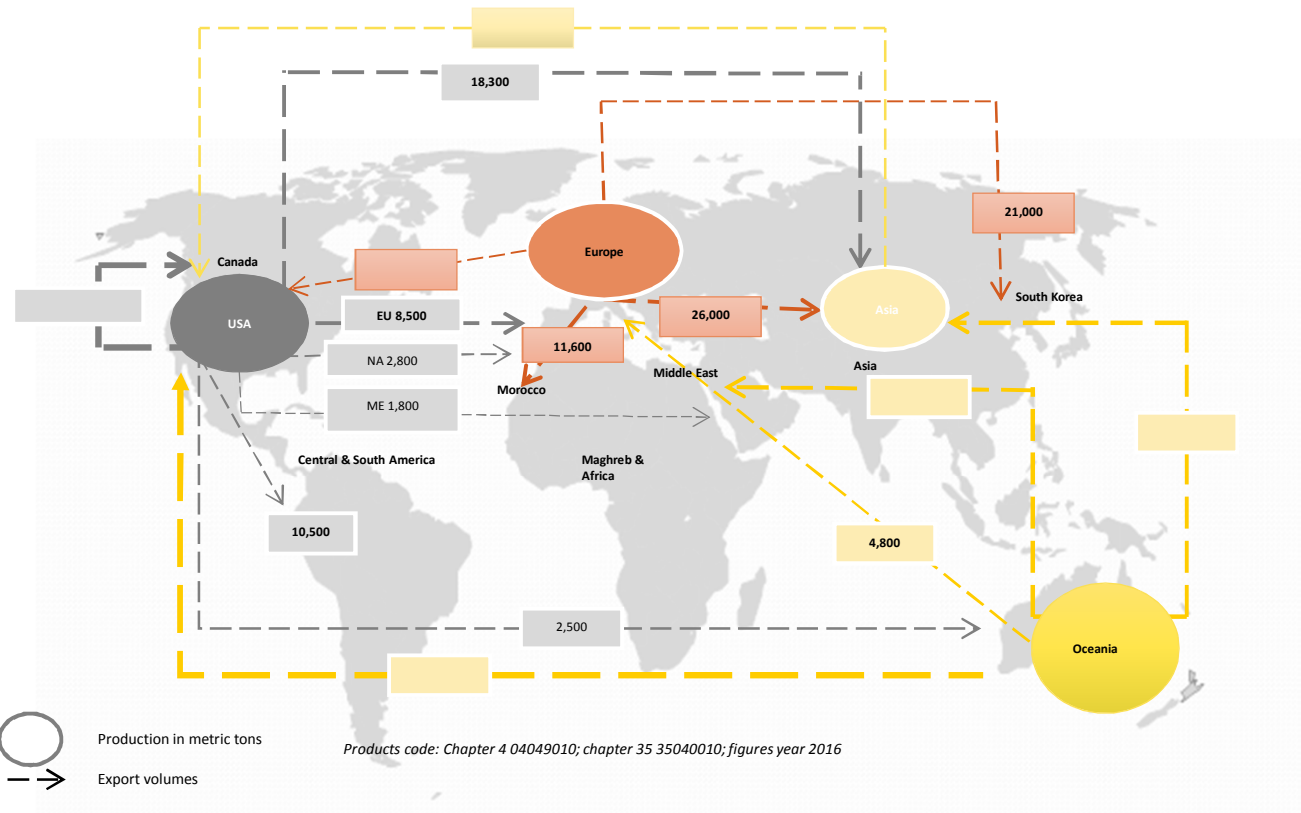 18,300
21,000
Canada
Europe
South Korea
USA
EU 8,500
26,000
Asia
11,600
NA 2,800
Middle East
Asia
Morocco
ME 1,800
Central & South America
Maghreb &
Africa
10,500
4,800
2,500
Oceania
Production in metric tons
Products code: Chapter 4 04049010; chapter 35 35040010; figures year 2016
Export volumes